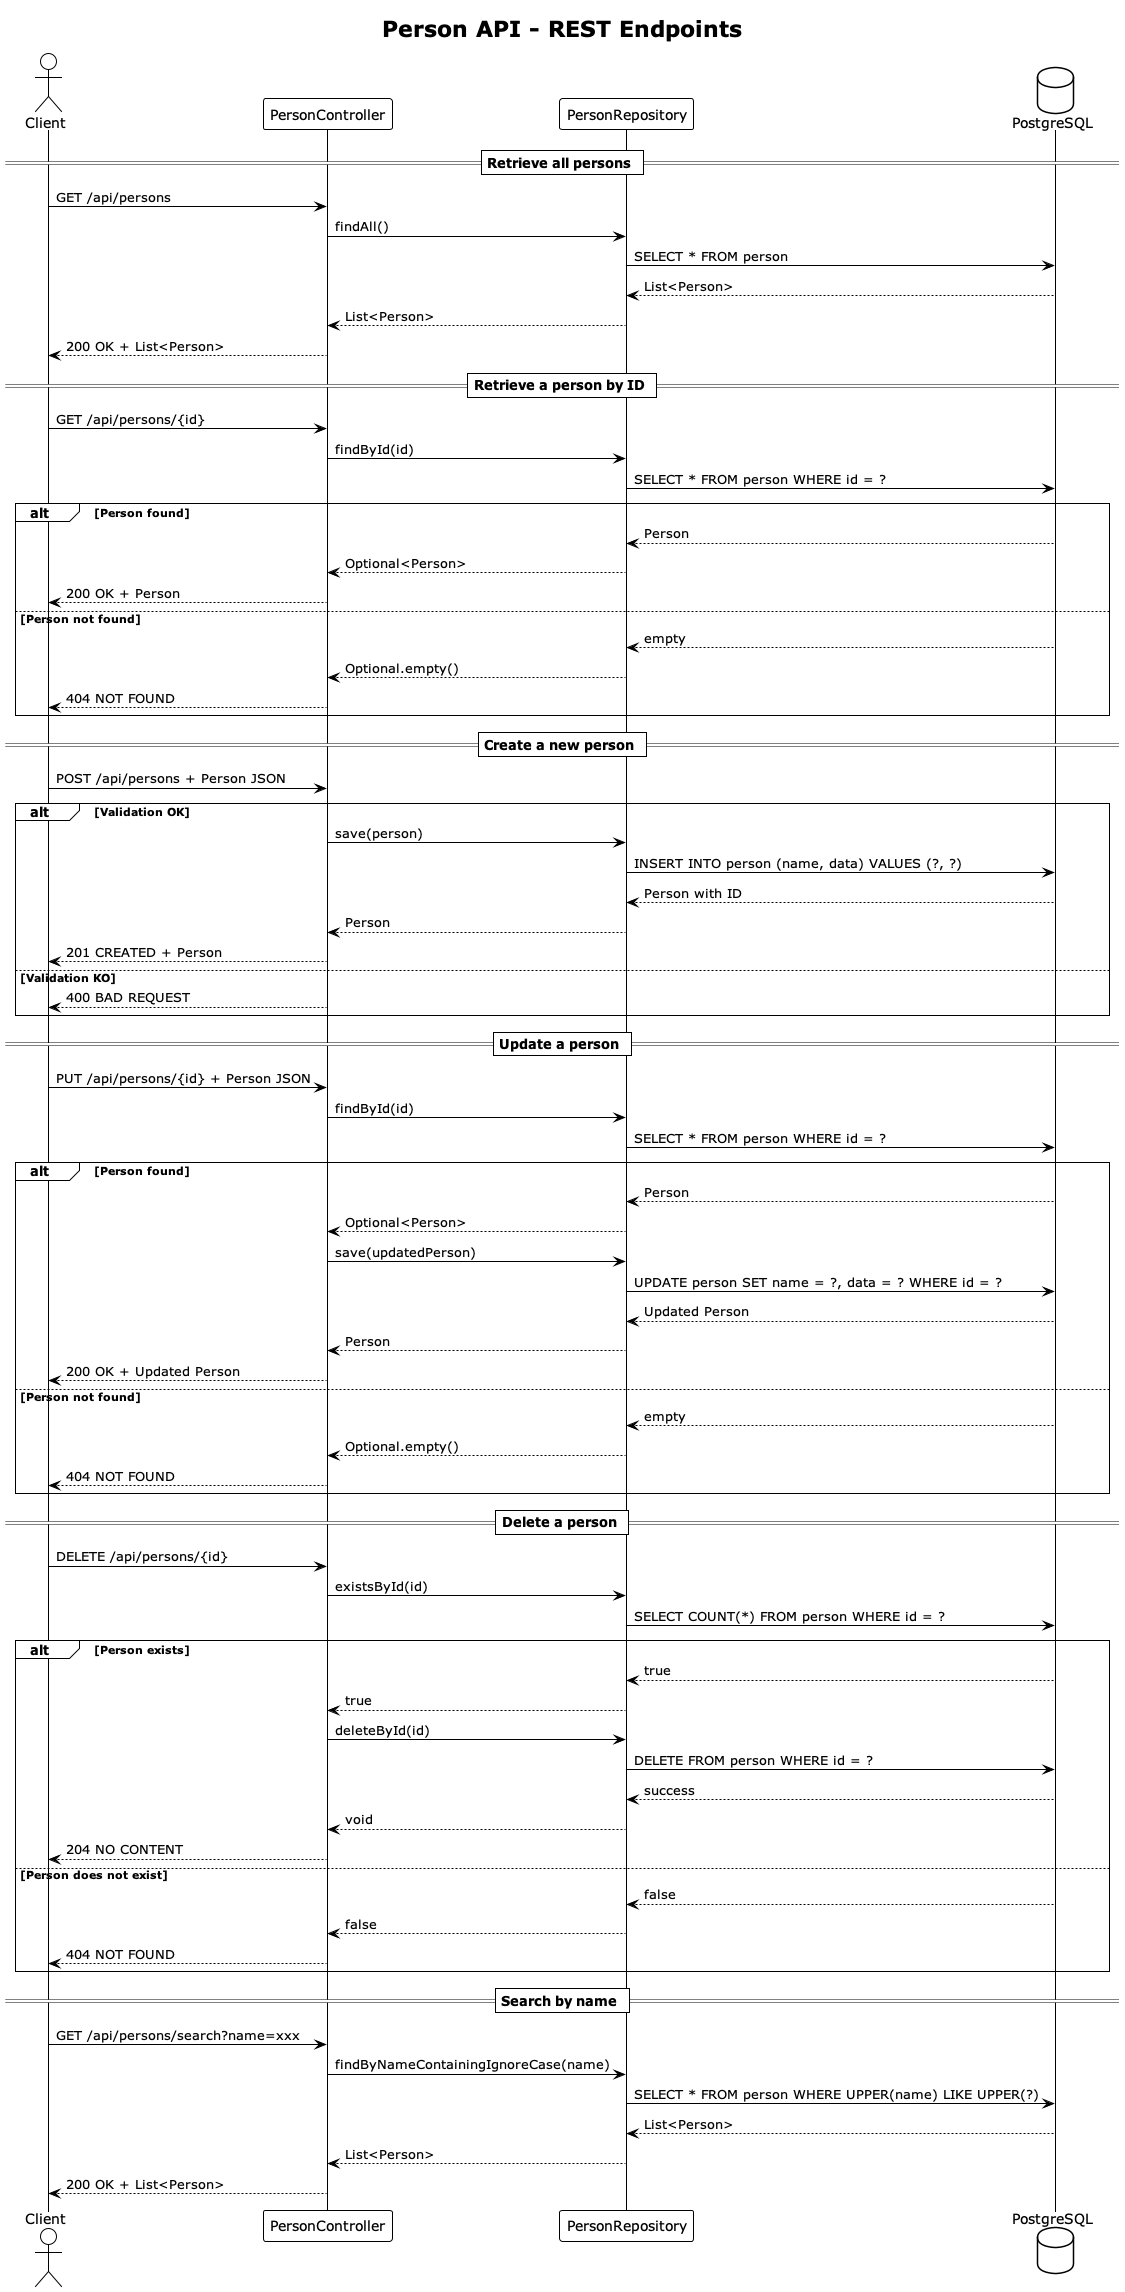 Person API - REST Endpoints
Client
PersonController
PersonRepository
PostgreSQL
Retrieve all persons
GET /api/persons
findAll()
SELECT * FROM person
List<Person>
List<Person>
200 OK + List<Person>
Retrieve a person by ID
GET /api/persons/{id}
findById(id)
SELECT * FROM person WHERE id = ?
alt
[Person found]
Person
Optional<Person>
200 OK + Person
[Person not found]
empty
Optional.empty()
404 NOT FOUND
Create a new person
POST /api/persons + Person JSON
alt
[Validation OK]
save(person)
INSERT INTO person (name, data) VALUES (?, ?)
Person with ID
Person
201 CREATED + Person
[Validation KO]
400 BAD REQUEST
Update a person
PUT /api/persons/{id} + Person JSON
findById(id)
SELECT * FROM person WHERE id = ?
alt
[Person found]
Person
Optional<Person>
save(updatedPerson)
UPDATE person SET name = ?, data = ? WHERE id = ?
Updated Person
Person
200 OK + Updated Person
[Person not found]
empty
Optional.empty()
404 NOT FOUND
Delete a person
DELETE /api/persons/{id}
existsById(id)
SELECT COUNT(*) FROM person WHERE id = ?
alt
[Person exists]
true
true
deleteById(id)
DELETE FROM person WHERE id = ?
success
void
204 NO CONTENT
[Person does not exist]
false
false
404 NOT FOUND
Search by name
GET /api/persons/search?name=xxx
findByNameContainingIgnoreCase(name)
SELECT * FROM person WHERE UPPER(name) LIKE UPPER(?)
List<Person>
List<Person>
200 OK + List<Person>
Client
PersonController
PersonRepository
PostgreSQL